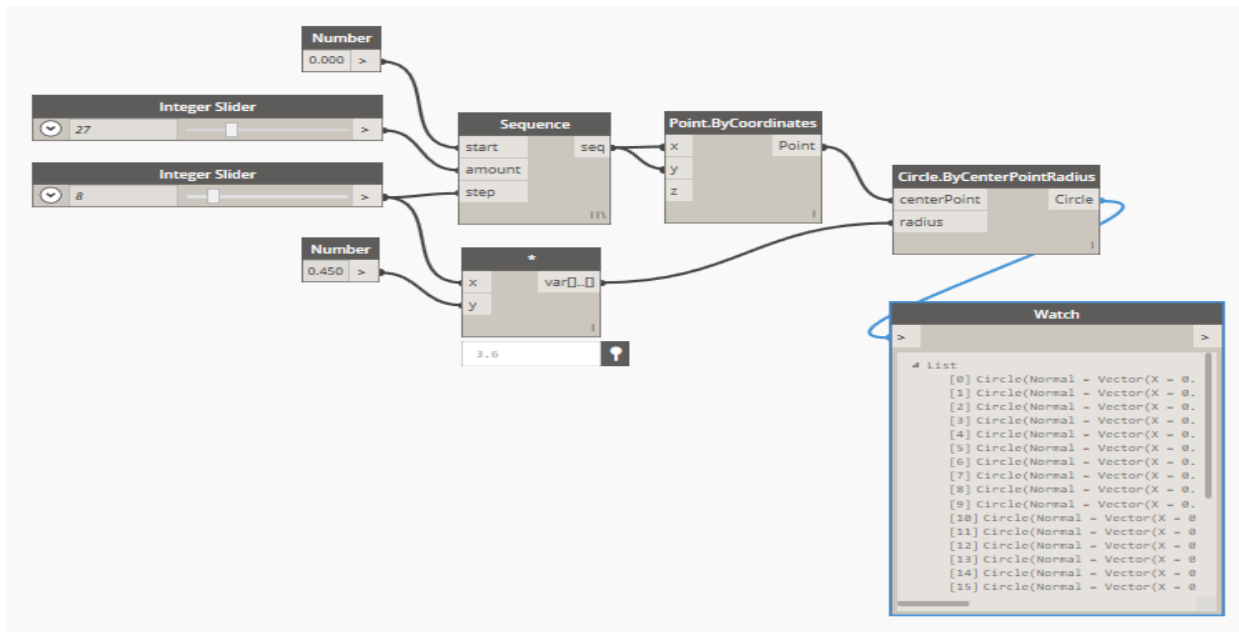 Number
0.000 >
Integer Slider
27 >
Integer Slider
8 >
Number
0.450 >
Sequence
start seq
amount
step
*
x var[]..[]
y
3.6
Point.ByCoordinates
x Point
y
z
Circle.ByCenterPointRadius
centerPoint Circle
radius
Watch
> >
List
[0] Circle(Normal = Vector(X = 0.
[1] Circle(Normal = Vector(X = 0.
[2] Circle(Normal = Vector(X = 0.
[3] Circle(Normal = Vector(X = 0.
[4] Circle(Normal = Vector(X = 0.
[5] Circle(Normal = Vector(X = 0.
[6] Circle(Normal = Vector(X = 0.
[7] Circle(Normal = Vector(X = 0.
[8] Circle(Normal = Vector(X = 0.
[9] Circle(Normal = Vector(X = 0.
[10] Circle(Normal = Vector(X = 0
[11] Circle(Normal = Vector(X = 0
[12] Circle(Normal = Vector(X = 0
[13] Circle(Normal = Vector(X = 0
[14] Circle(Normal = Vector(X = 0
[15] Circle(Normal = Vector(X = 0